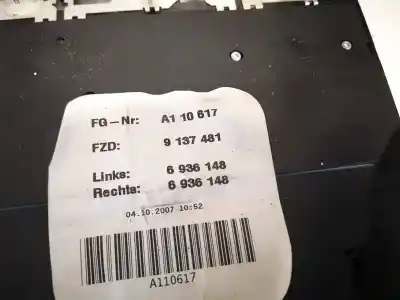 FG-Nr: A1 10 617
FZD: 9 137 481
Links: 6 936 148
Rechts: 6 936 148
04.10.2007 10:52
A110617